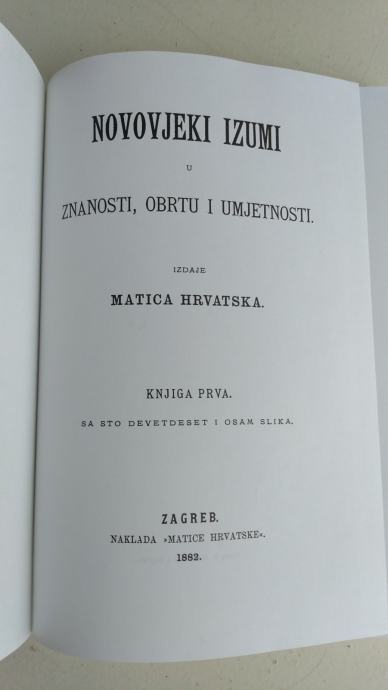 NOVOVJEKI IZUMI
U
ZNANOSTI, OBRTU I UMJETNOSTI.
IZDAJE
MATICA HRVATSKA.
KNJIGA PRVA.
SA STO DEVETDESET I OSAM SLIKA.
ZAGREB.
NAKLADA »MATICE HRVATSKE«.
1882.